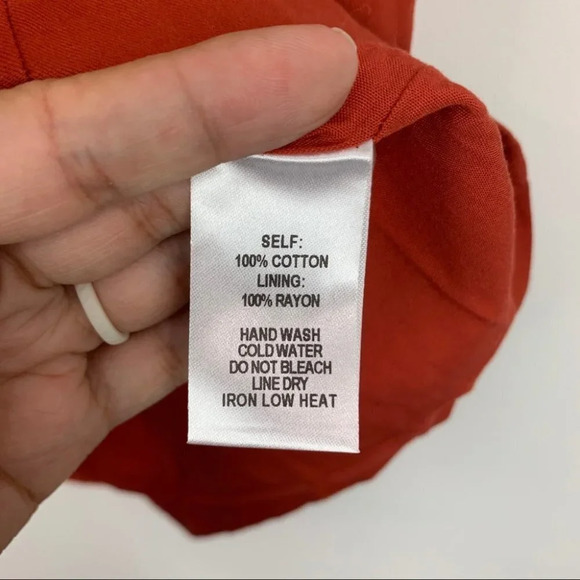 SELF:
100% COTTON
LINING:
100% RAYON
HAND WASH
COLD WATER
DO NOT BLEACH
LINE DRY
IRON LOW HEAT